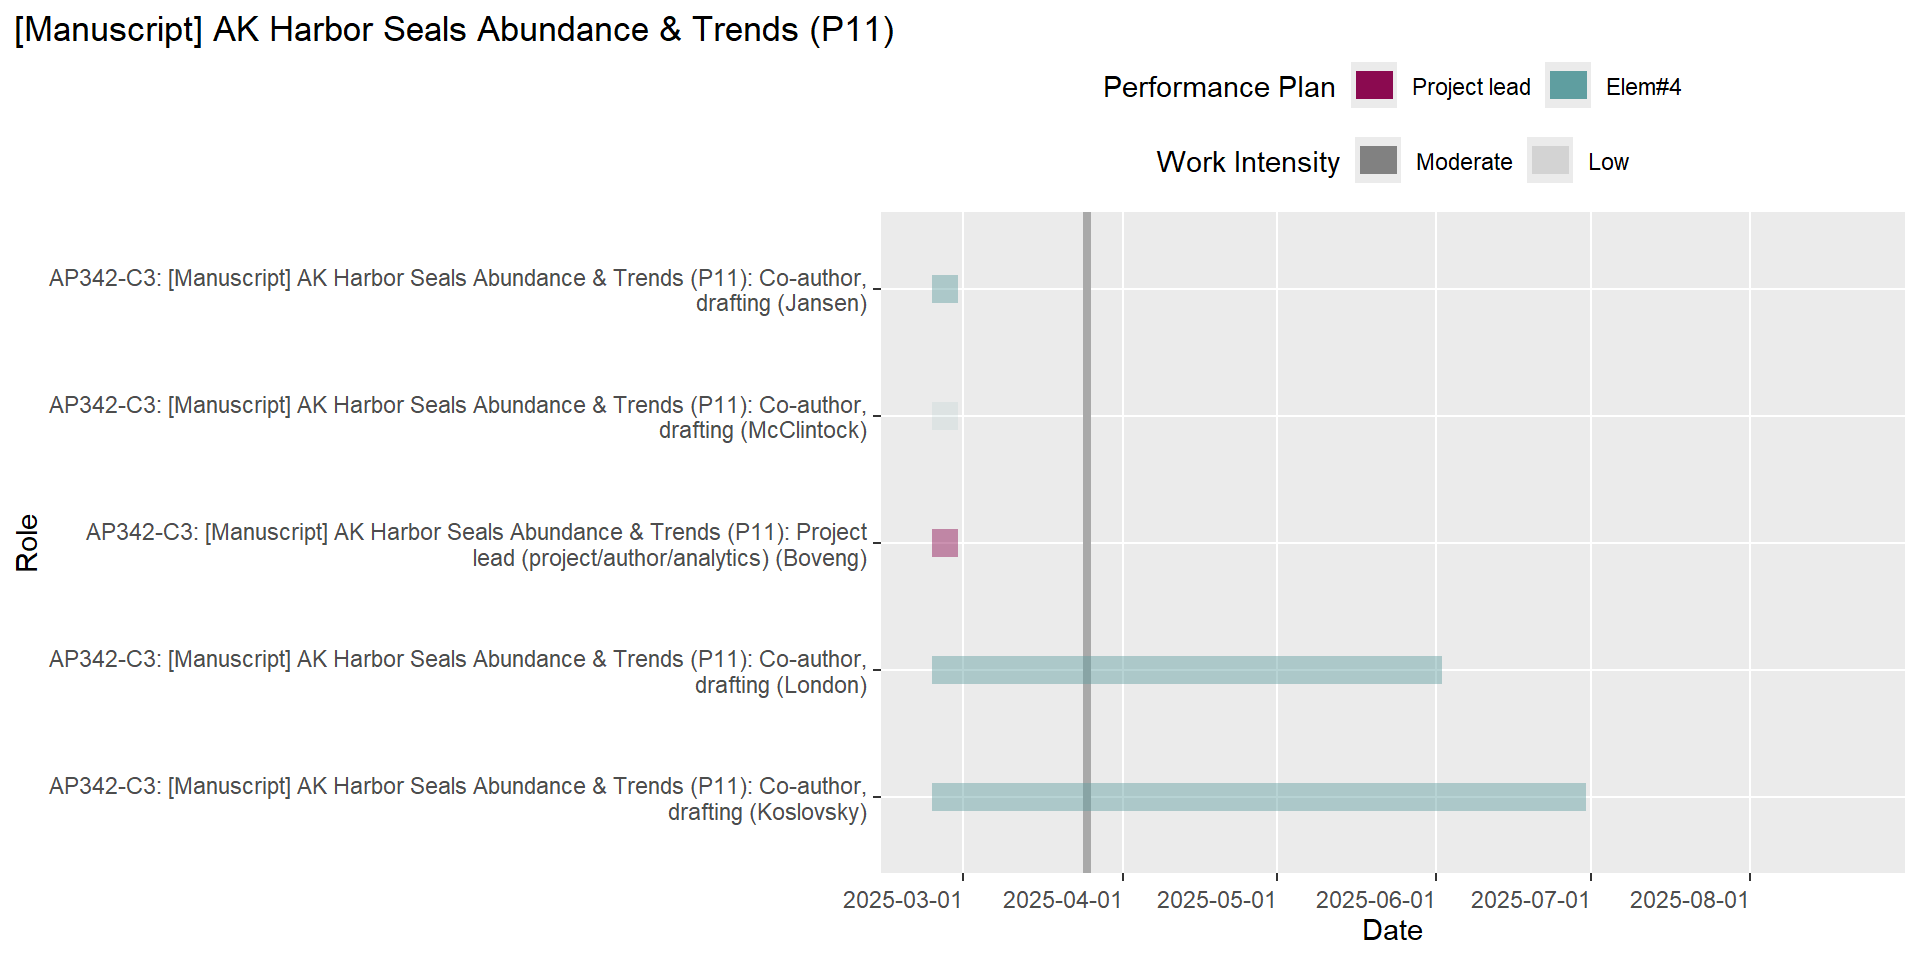 [Manuscript] AK Harbor Seals Abundance & Trends (P11)
Performance Plan Project lead Elem#4
Work Intensity Moderate Low
Role
AP342-C3: [Manuscript] AK Harbor Seals Abundance & Trends (P11): Co-author,
drafting (Jansen)
AP342-C3: [Manuscript] AK Harbor Seals Abundance & Trends (P11): Co-author,
drafting (McClintock)
AP342-C3: [Manuscript] AK Harbor Seals Abundance & Trends (P11): Project
lead (project/author/analytics) (Boveng)
AP342-C3: [Manuscript] AK Harbor Seals Abundance & Trends (P11): Co-author,
drafting (London)
AP342-C3: [Manuscript] AK Harbor Seals Abundance & Trends (P11): Co-author,
drafting (Koslovsky)
2025-03-01 2025-04-01 2025-05-01 2025-06-01 2025-07-01 2025-08-01
Date